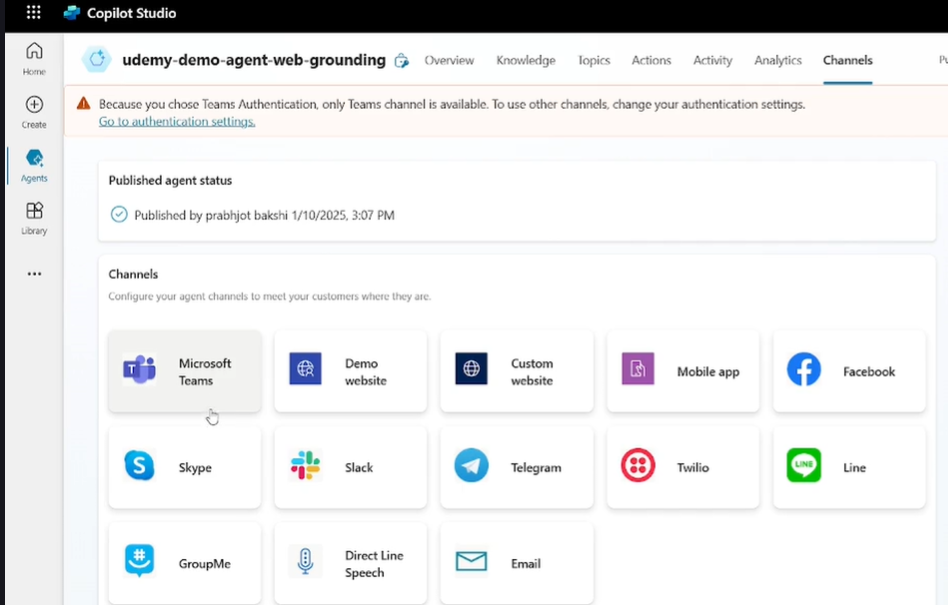 Copilot Studio
Home
Create
Agents
Library
udemy-demo-agent-web-grounding
Overview
Knowledge
Topics
Actions
Activity
Analytics
Channels
Because you chose Teams Authentication, only Teams channel is available. To use other channels, change your authentication settings.
Go to authentication settings.
Published agent status
Published by prabhjot bakshi 1/10/2025, 3:07 PM
Channels
Configure your agent channels to meet your customers where they are.
T
Microsoft
Teams
Demo
website
Custom
website
Mobile app
Facebook
S
Skype
Slack
Telegram
Twilio
LINE
Line
#
GroupMe
Direct Line
Speech
Email